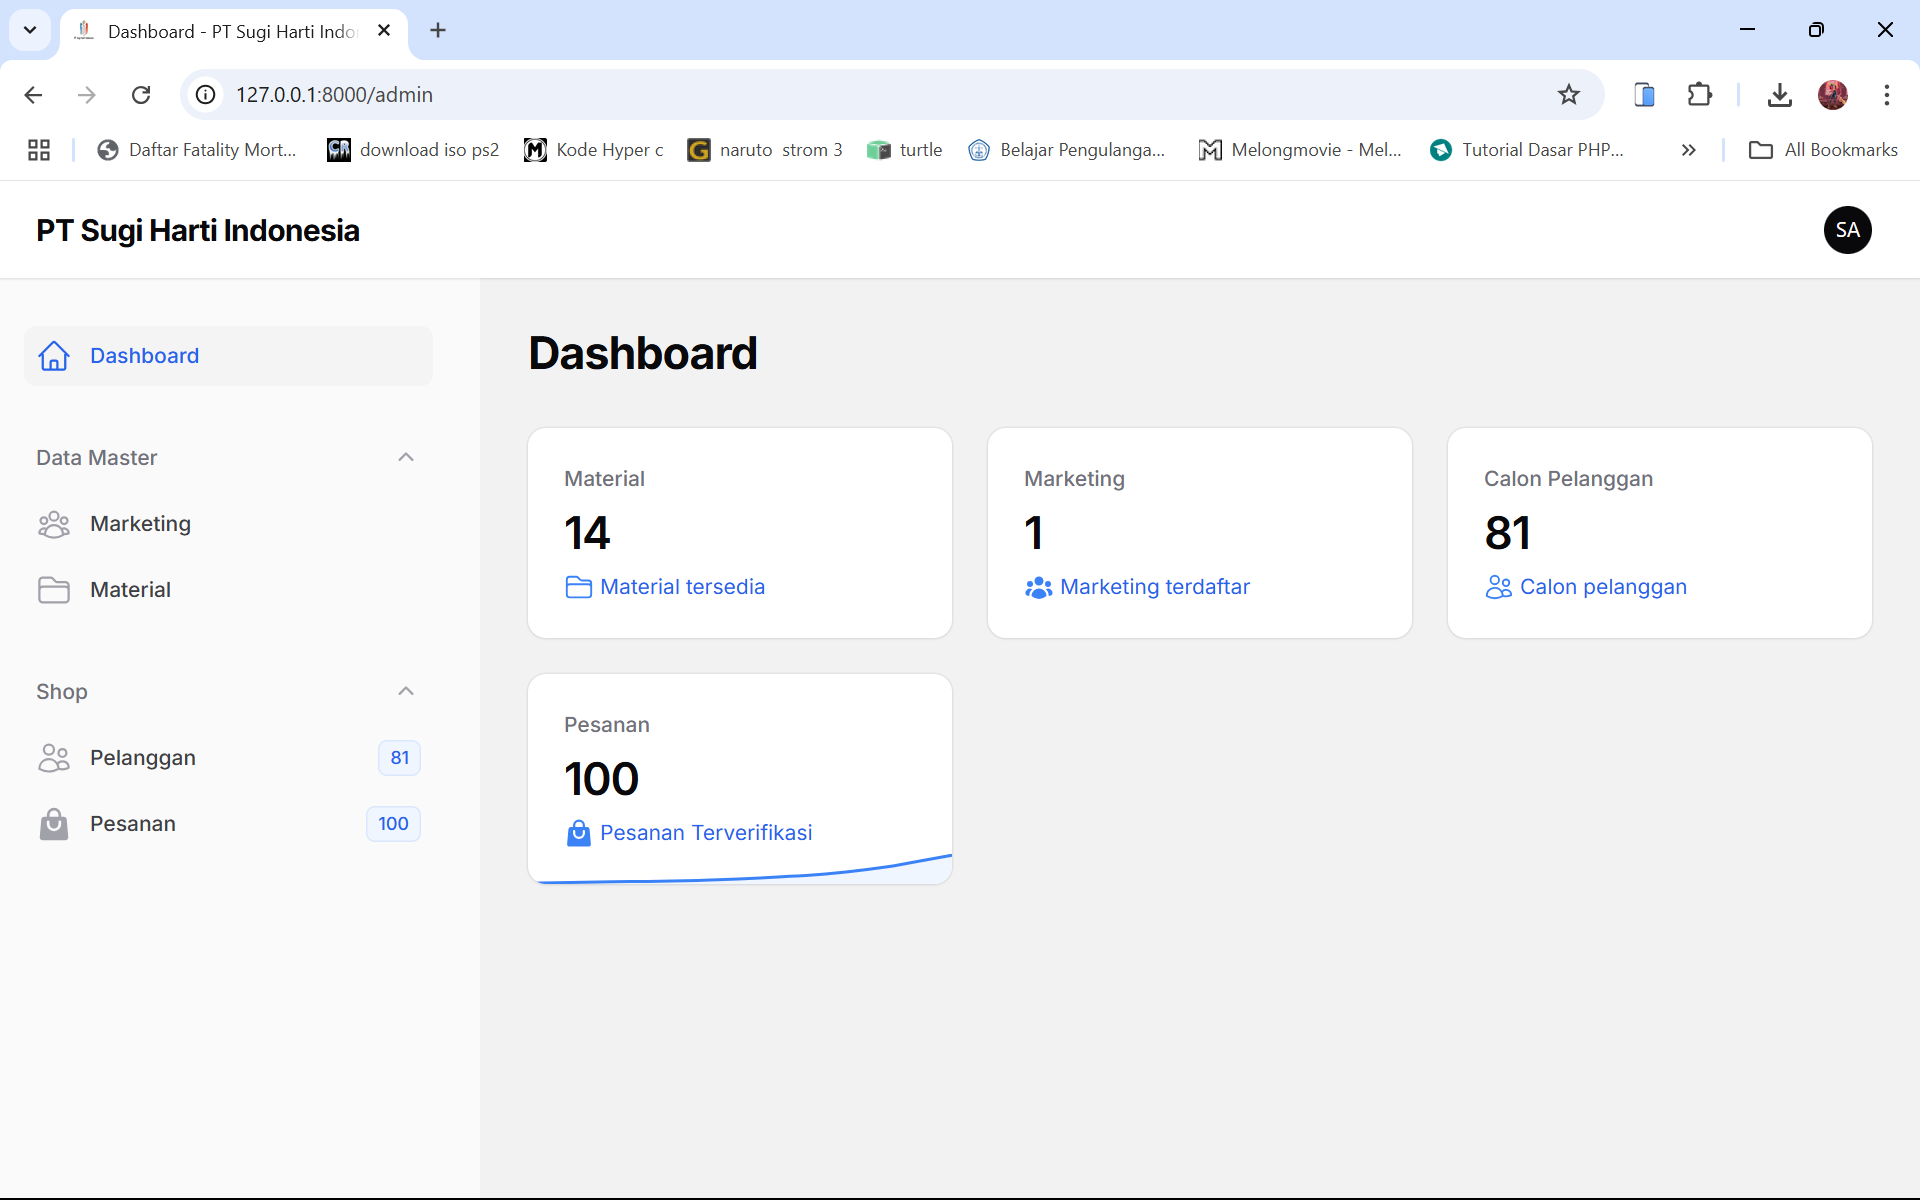 Dashboard - PT Sugi Harti Indo
127.0.0.1:8000/admin
Daftar Fatality Mort...
download iso ps2
Kode Hyper c
naruto strom 3
turtle
Belajar Pengulanga...
Melongmovie - Mel...
Tutorial Dasar PHP...
All Bookmarks
PT Sugi Harti Indonesia
SA
Dashboard
Data Master
Marketing
Material
Shop
Pelanggan 81
Pesanan 100
Dashboard
Material
14
Material tersedia
Marketing
1
Marketing terdaftar
Calon Pelanggan
81
Calon pelanggan
Pesanan
100
Pesanan Terverifikasi